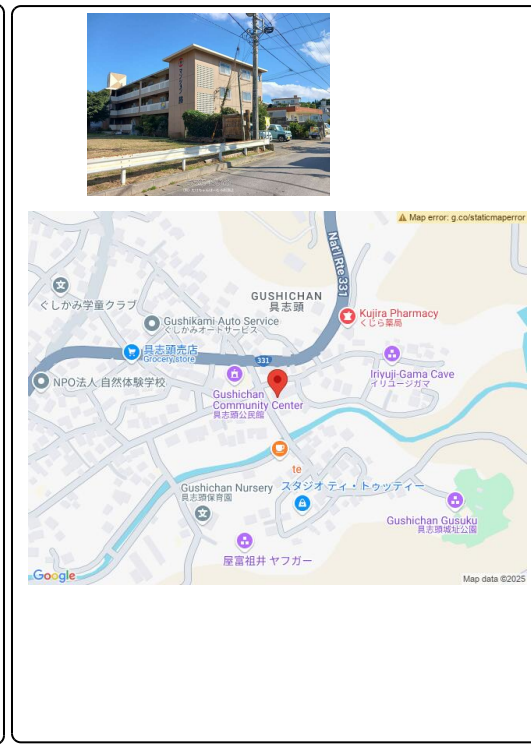 Map error: g.co/staticmaperror
Nat'l Rte 331
GUSHICHAN
具志頭
ぐしかみ学童クラブ
Gushikami Auto Service
ぐしかみオートサービス
Kujira Pharmacy
くじら薬局
具志頭売店
Grocery store
331
NPO法人 自然体験学校
Gushichan
Community Center
具志頭公民館
Iriyuji-Gama Cave
イリユージガマ
te
スタジオ ティ・トゥッティー
Gushichan Nursery
具志頭保育園
Gushichan Gusuku
具志頭城址公園
屋富祖井 ヤフガー
Google
Map data ©2025